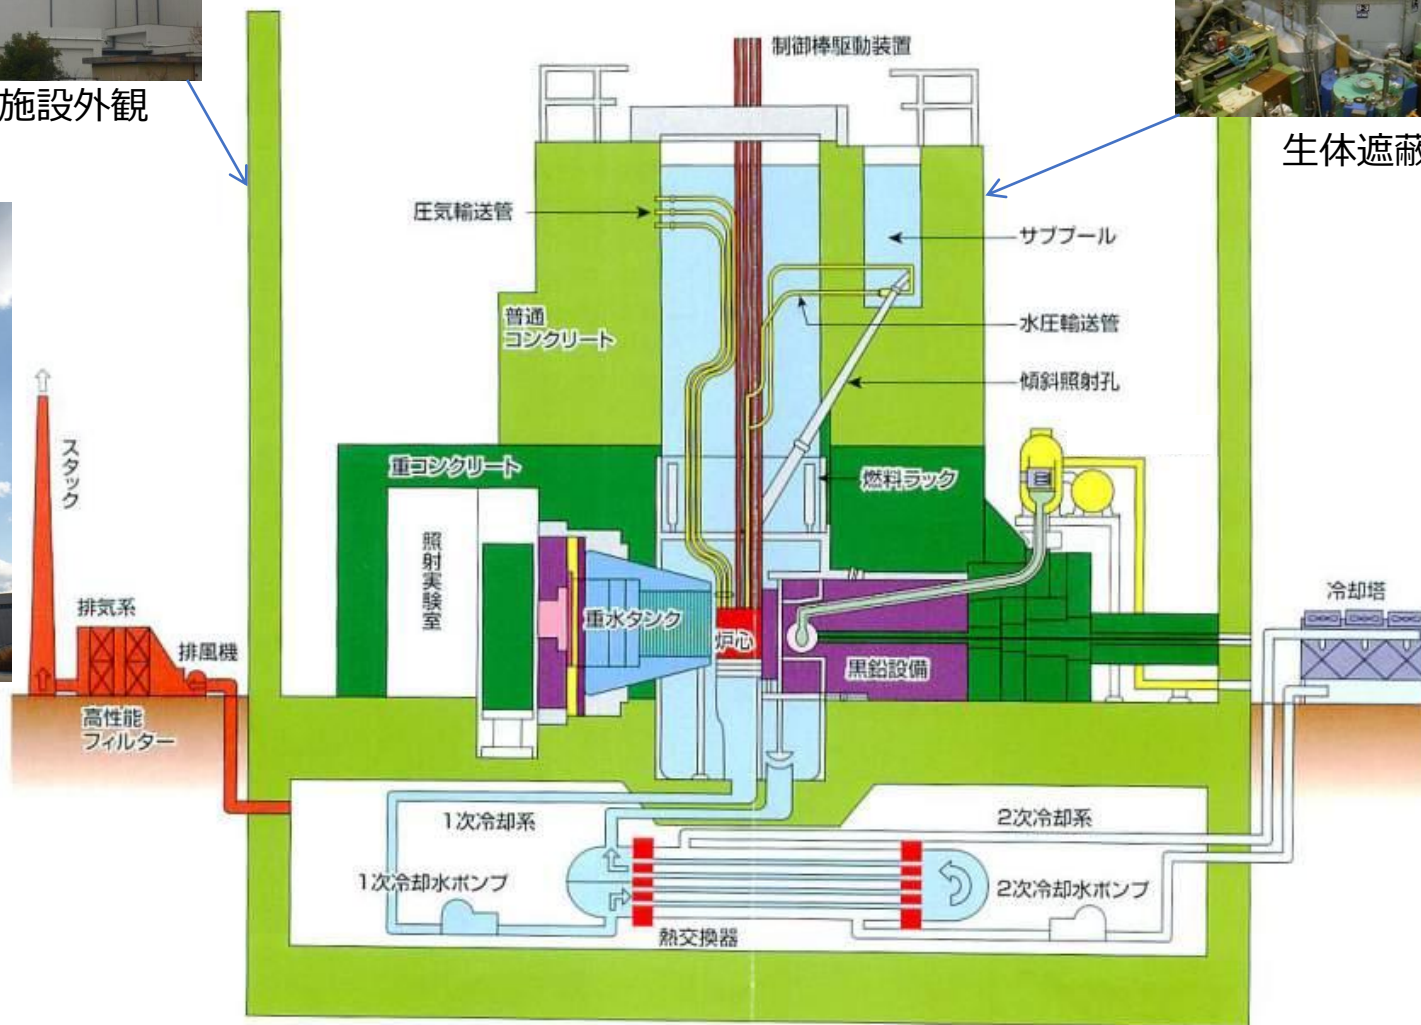 制御棒駆動装置
施設外観
生体遮蔽
圧気輸送管
サブプール
普通
コンクリート
水圧輸送管
傾斜照射孔
スタック
重コンクリート
燃料ラック
照射実験室
排気系
排風機
重水タンク
炉心
黒鉛設備
冷却塔
高性能
フィルター
1次冷却系
2次冷却系
1次冷却水ポンプ
2次冷却水ポンプ
熱交換器